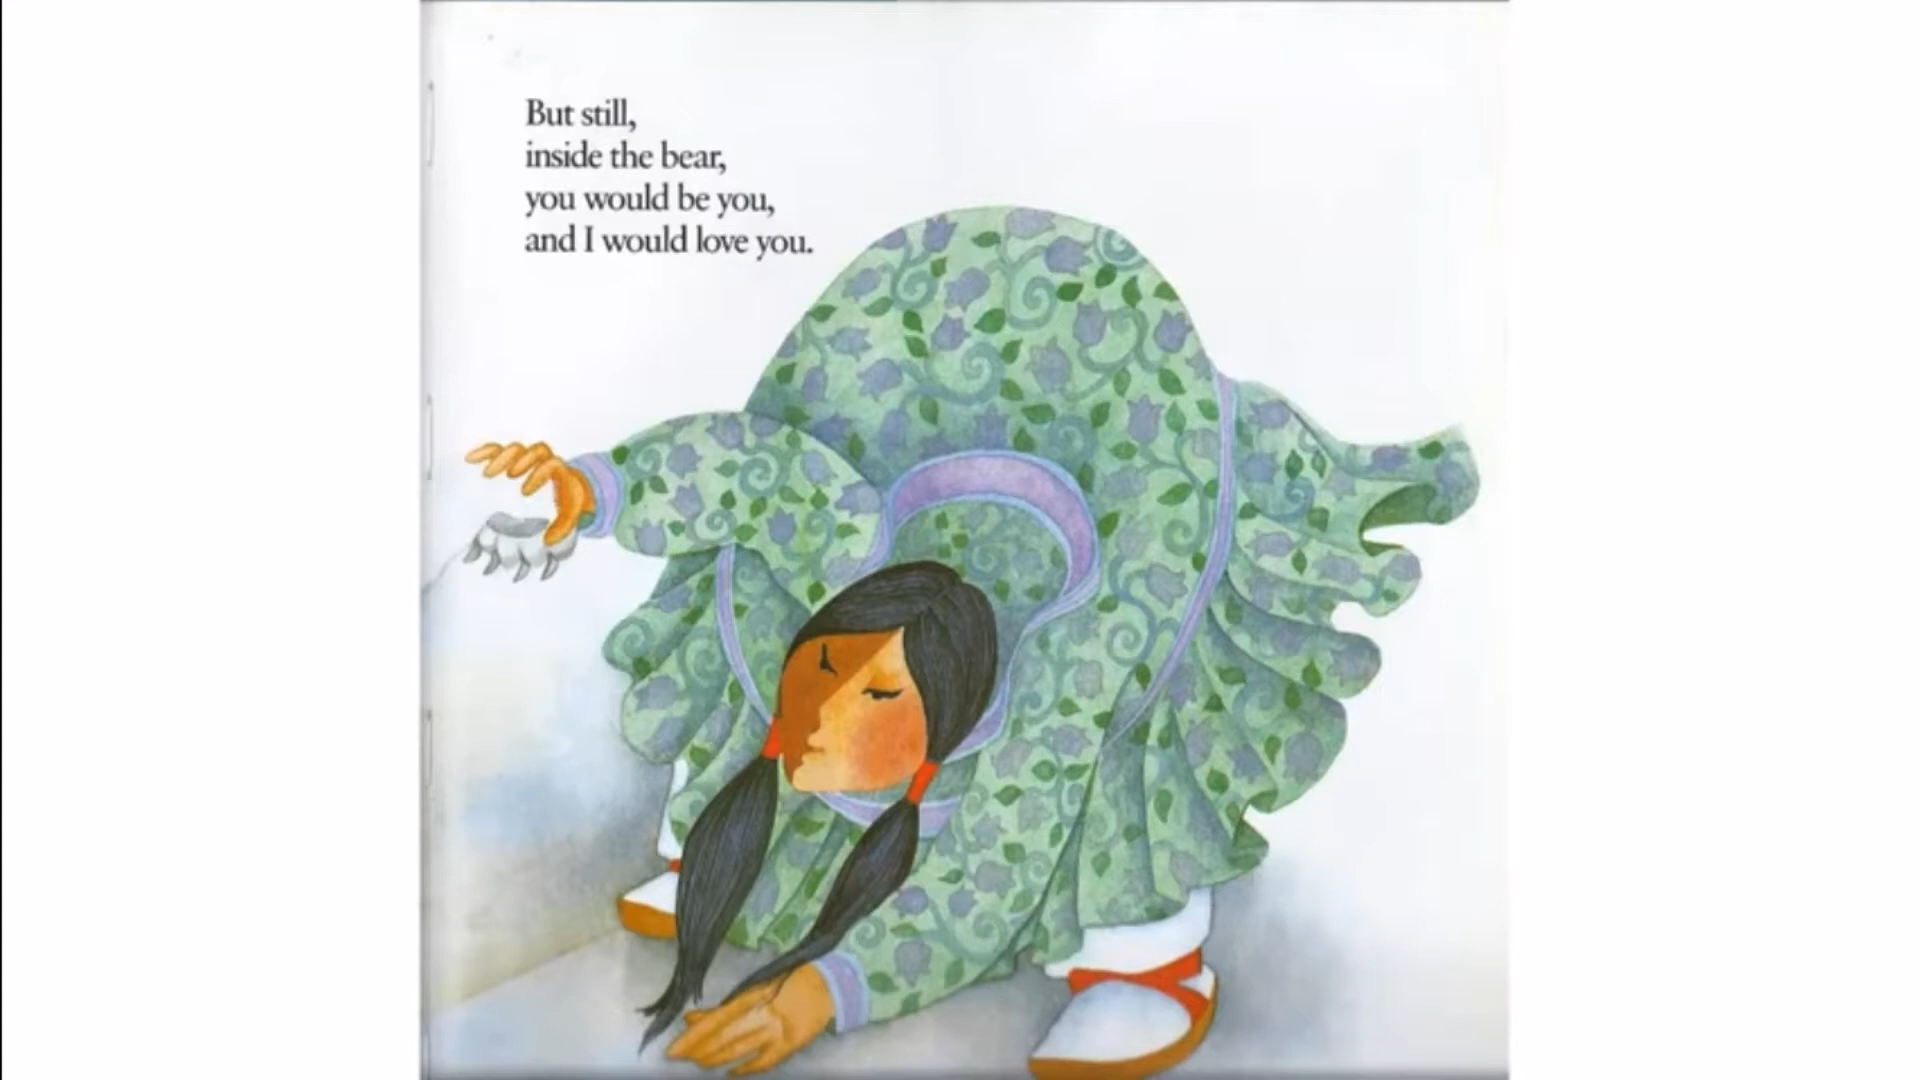 But still,
inside the bear,
you would be you,
and I would love you.